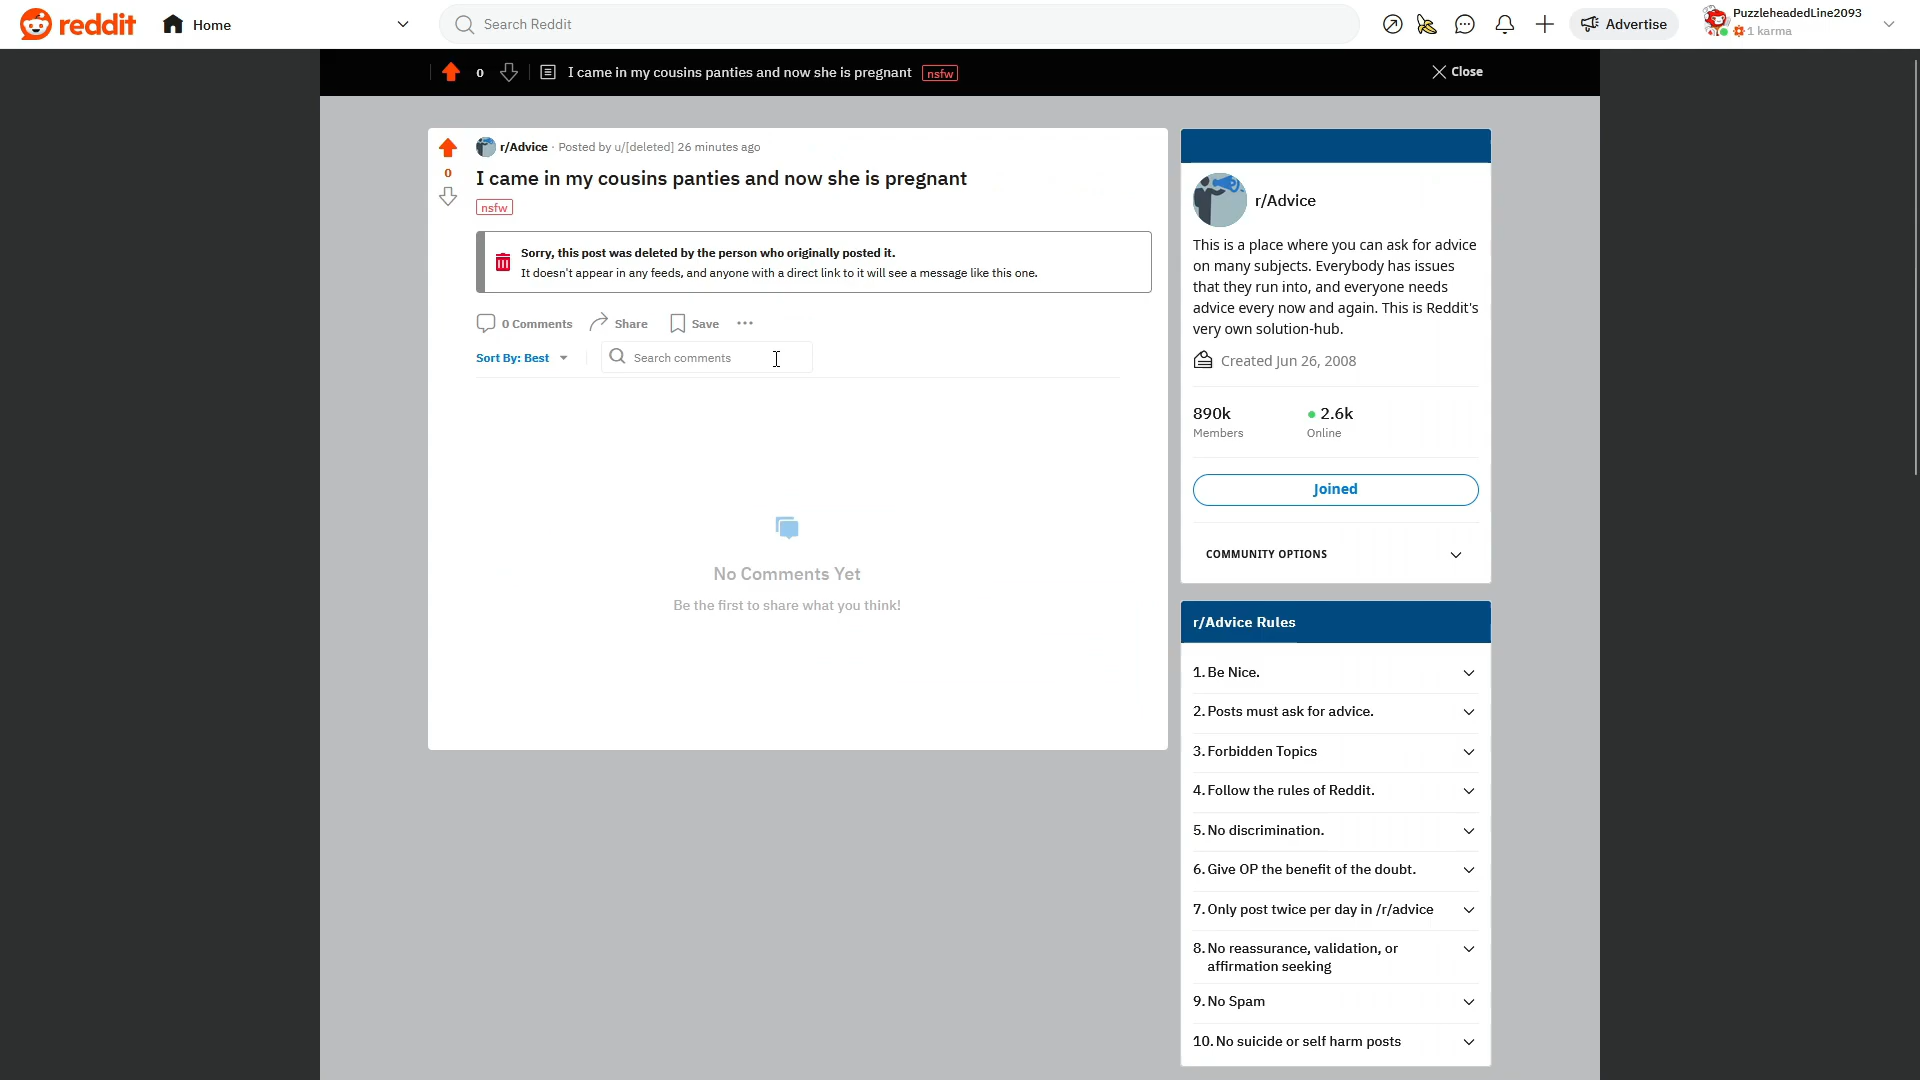 reddit
Home
Search Reddit
Advertise
PuzzleheadedLine2093
1 karma
0
I came in my cousins panties and now she is pregnant
nsfw
Close
r/Advice · Posted by u/[deleted] 26 minutes ago
0
I came in my cousins panties and now she is pregnant
nsfw
Sorry, this post was deleted by the person who originally posted it.
It doesn't appear in any feeds, and anyone with a direct link to it will see a message like this one.
0 Comments
Share
Save
Sort By: Best
Search comments
No Comments Yet
Be the first to share what you think!
r/Advice
This is a place where you can ask for advice
on many subjects. Everybody has issues
that they run into, and everyone needs
advice every now and again. This is Reddit's
very own solution-hub.
Created Jun 26, 2008
890k
Members
2.6k
Online
Joined
COMMUNITY OPTIONS
r/Advice Rules
1. Be Nice.
2. Posts must ask for advice.
3. Forbidden Topics
4. Follow the rules of Reddit.
5. No discrimination.
6. Give OP the benefit of the doubt.
7. Only post twice per day in /r/advice
8. No reassurance, validation, or
affirmation seeking
9. No Spam
10. No suicide or self harm posts